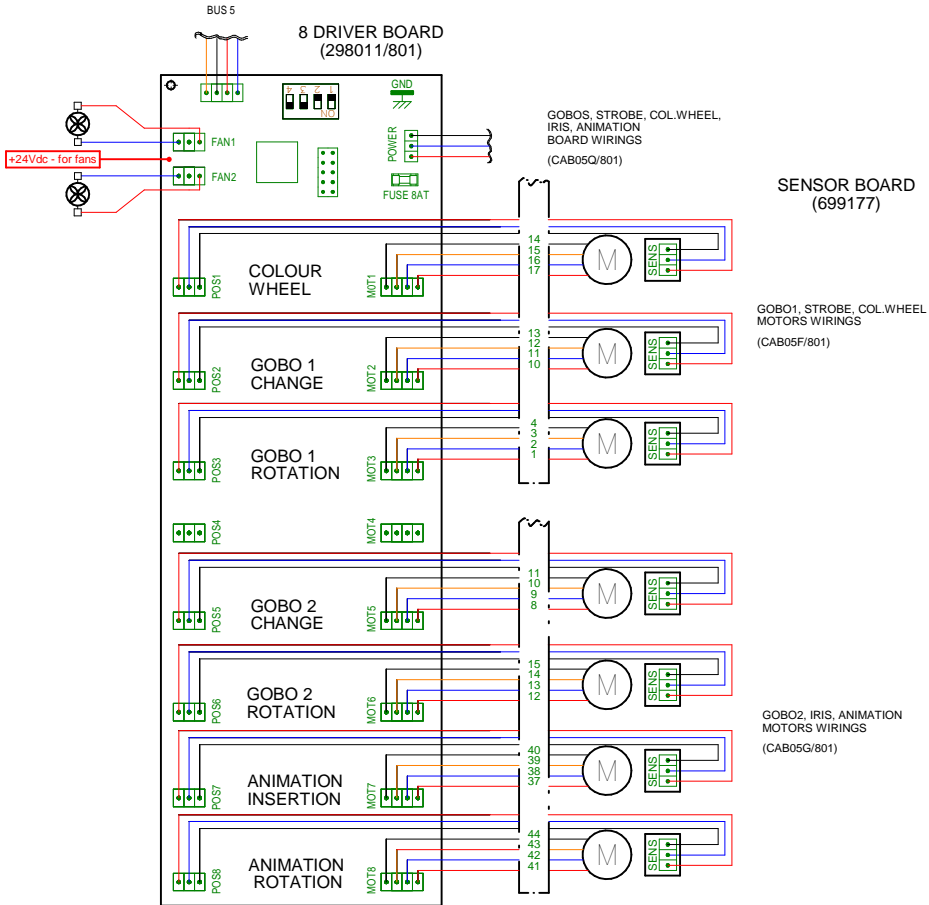 BUS 5
8 DRIVER BOARD
(298011/801)
4 3 2 1
ON
GND
FAN1
+24Vdc - for fans
FAN2
POWER
FUSE 8AT
GOBOS, STROBE, COL.WHEEL,
IRIS, ANIMATION
BOARD WIRINGS
(CAB05Q/801)
SENSOR BOARD
(699177)
POS1
COLOUR
WHEEL
MOT1
14
15
16
17
M
SENS
GOBO1, STROBE, COL.WHEEL
MOTORS WIRINGS
(CAB05F/801)
POS2
GOBO 1
CHANGE
MOT2
13
12
11
10
M
SENS
POS3
GOBO 1
ROTATION
MOT3
4
3
2
1
M
SENS
POS4
MOT4
POS5
GOBO 2
CHANGE
MOT5
11
10
9
8
M
SENS
POS6
GOBO 2
ROTATION
MOT6
15
14
13
12
M
SENS
GOBO2, IRIS, ANIMATION
MOTORS WIRINGS
(CAB05G/801)
POS7
ANIMATION
INSERTION
MOT7
40
39
38
37
M
SENS
POS8
ANIMATION
ROTATION
MOT8
44
43
42
41
M
SENS